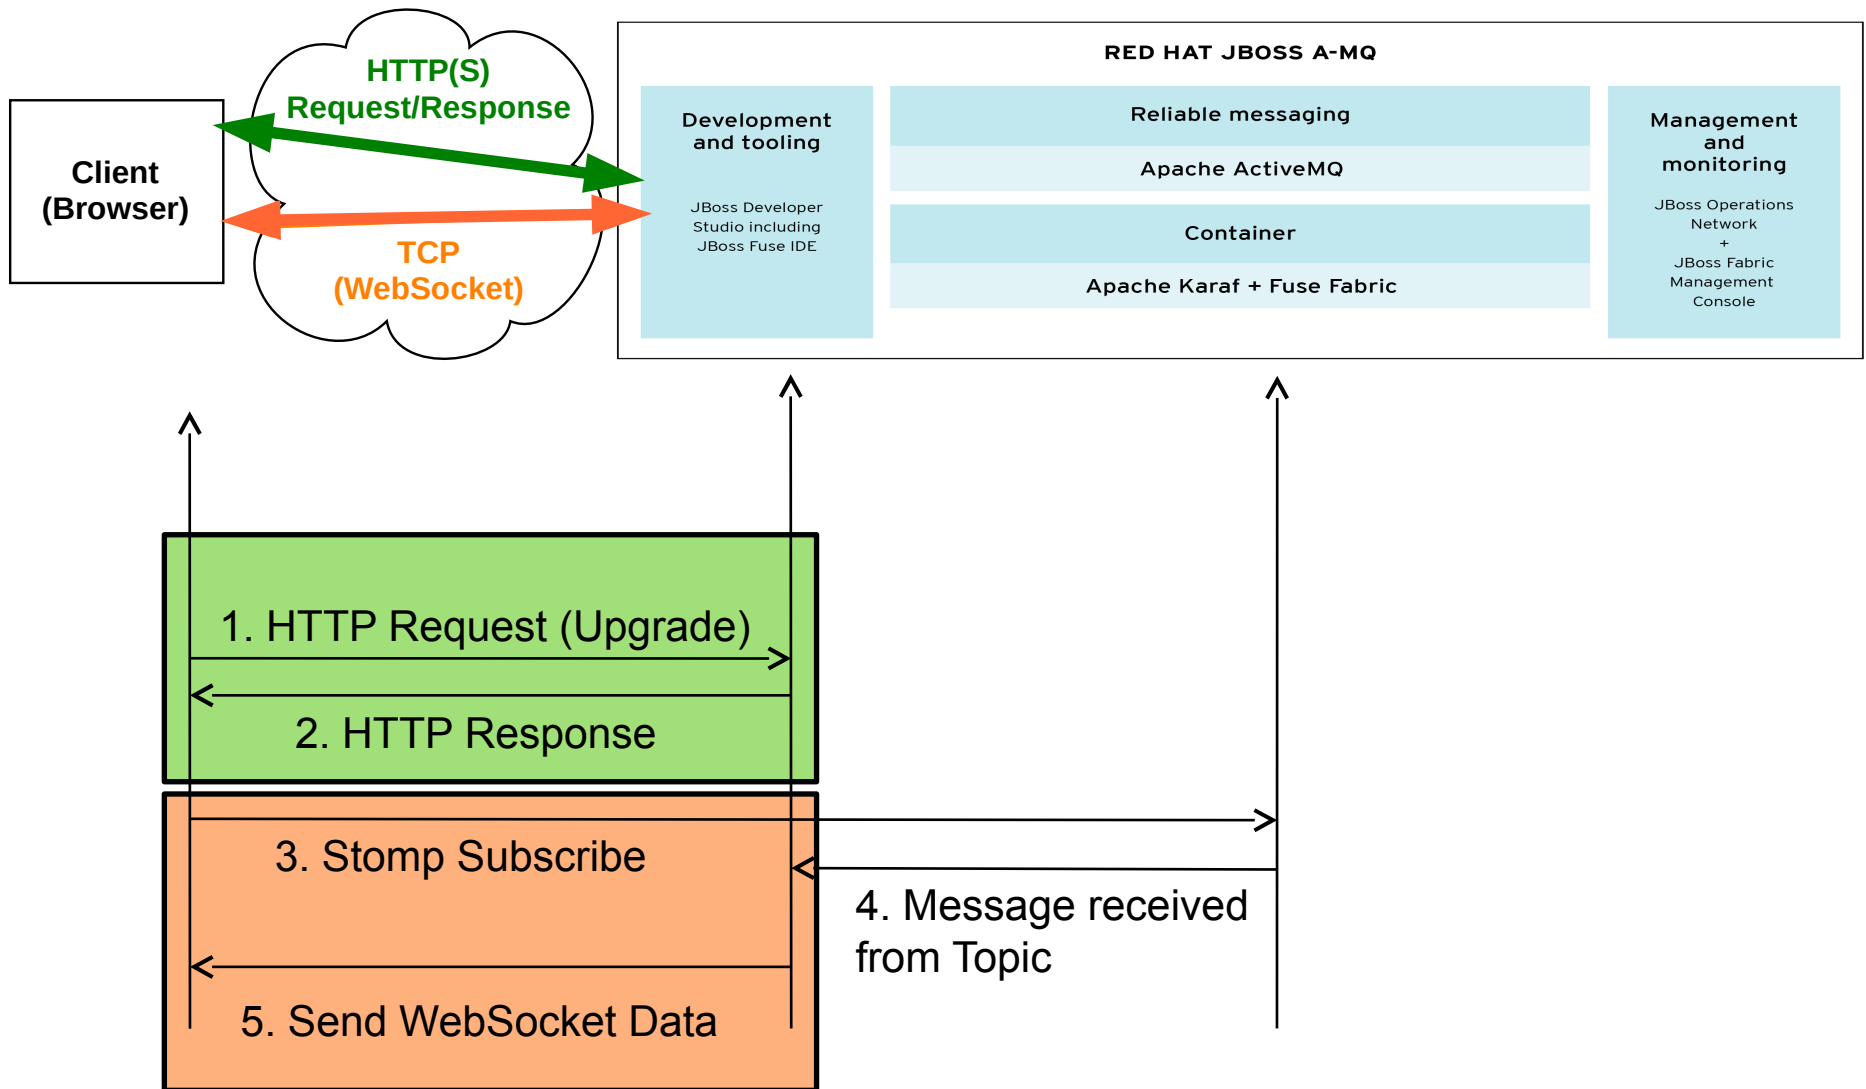 HTTP(S)
Request/Response
Client
(Browser)
TCP
(WebSocket)
RED HAT JBOSS A-MQ
Development
and tooling
JBoss Developer
Studio including
JBoss Fuse IDE
Reliable messaging
Apache ActiveMQ
Container
Apache Karaf + Fuse Fabric
Management
and
monitoring
JBoss Operations
Network
+
JBoss Fabric
Management
Console
1. HTTP Request (Upgrade)
2. HTTP Response
3. Stomp Subscribe
4. Message received
from Topic
5. Send WebSocket Data